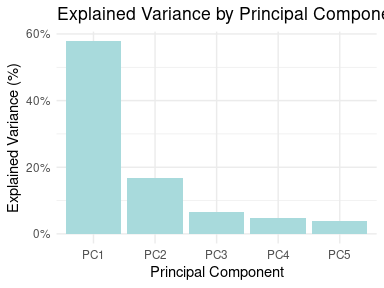 Explained Variance by Principal Compone
60%
40%
20%
0%
Explained Variance (%)
PC1 PC2 PC3 PC4 PC5
Principal Component